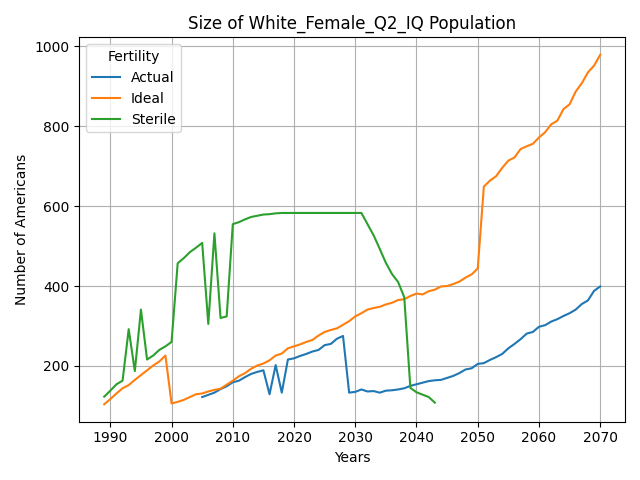 Size of White_Female_Q2_IQ Population
Fertility
Actual
Ideal
Sterile
Number of Americans
1000
800
600
400
200
1990
2000
2010
2020
2030
2040
2050
2060
2070
Years